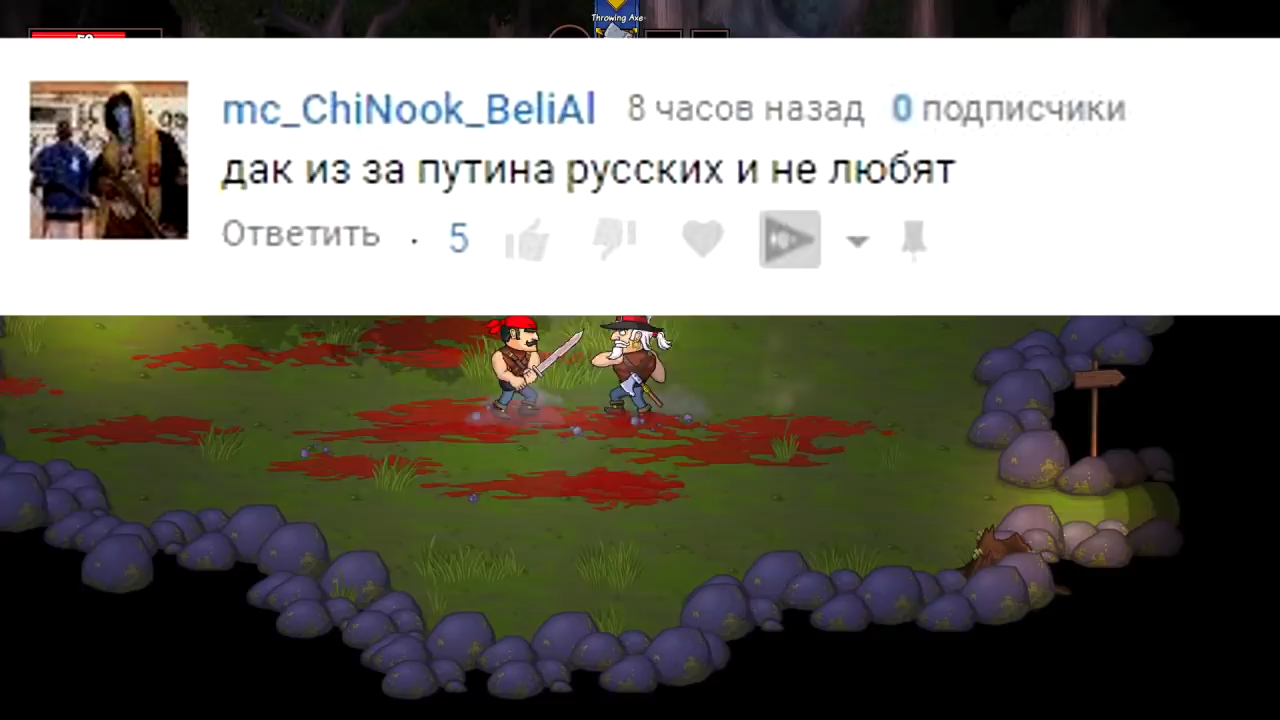 Throwing Axe
mc_ChiNook_BeliAl 8 часов назад 0 подписчики
дак из за путина русских и не любят
Ответить · 5